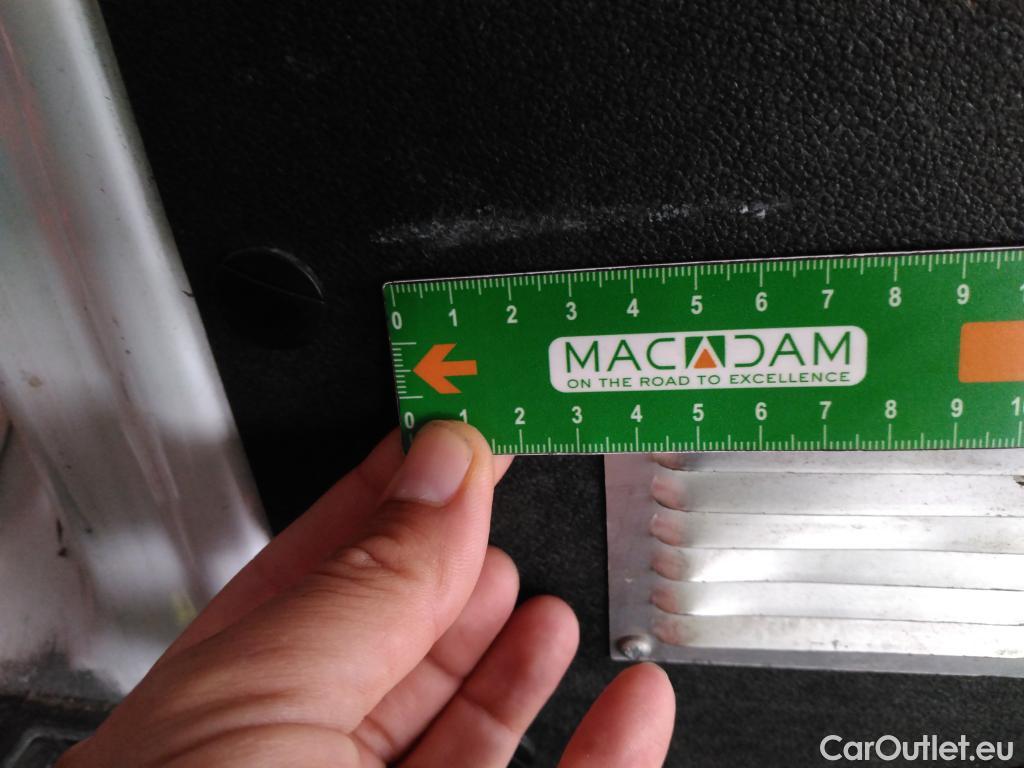 0 1 2 3 4 5 6 7 8 9
MACADAM
ON THE ROAD TO EXCELLENCE
0 1 2 3 4 5 6 7 8 9
CarOutlet.eu